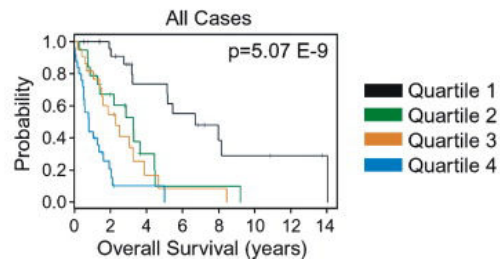 All Cases
p=5.07 E-9
Probability
1.0
0.8
0.6
0.4
0.2
0.0
0 2 4 6 8 10 12 14
Overall Survival (years)
Quartile 1
Quartile 2
Quartile 3
Quartile 4